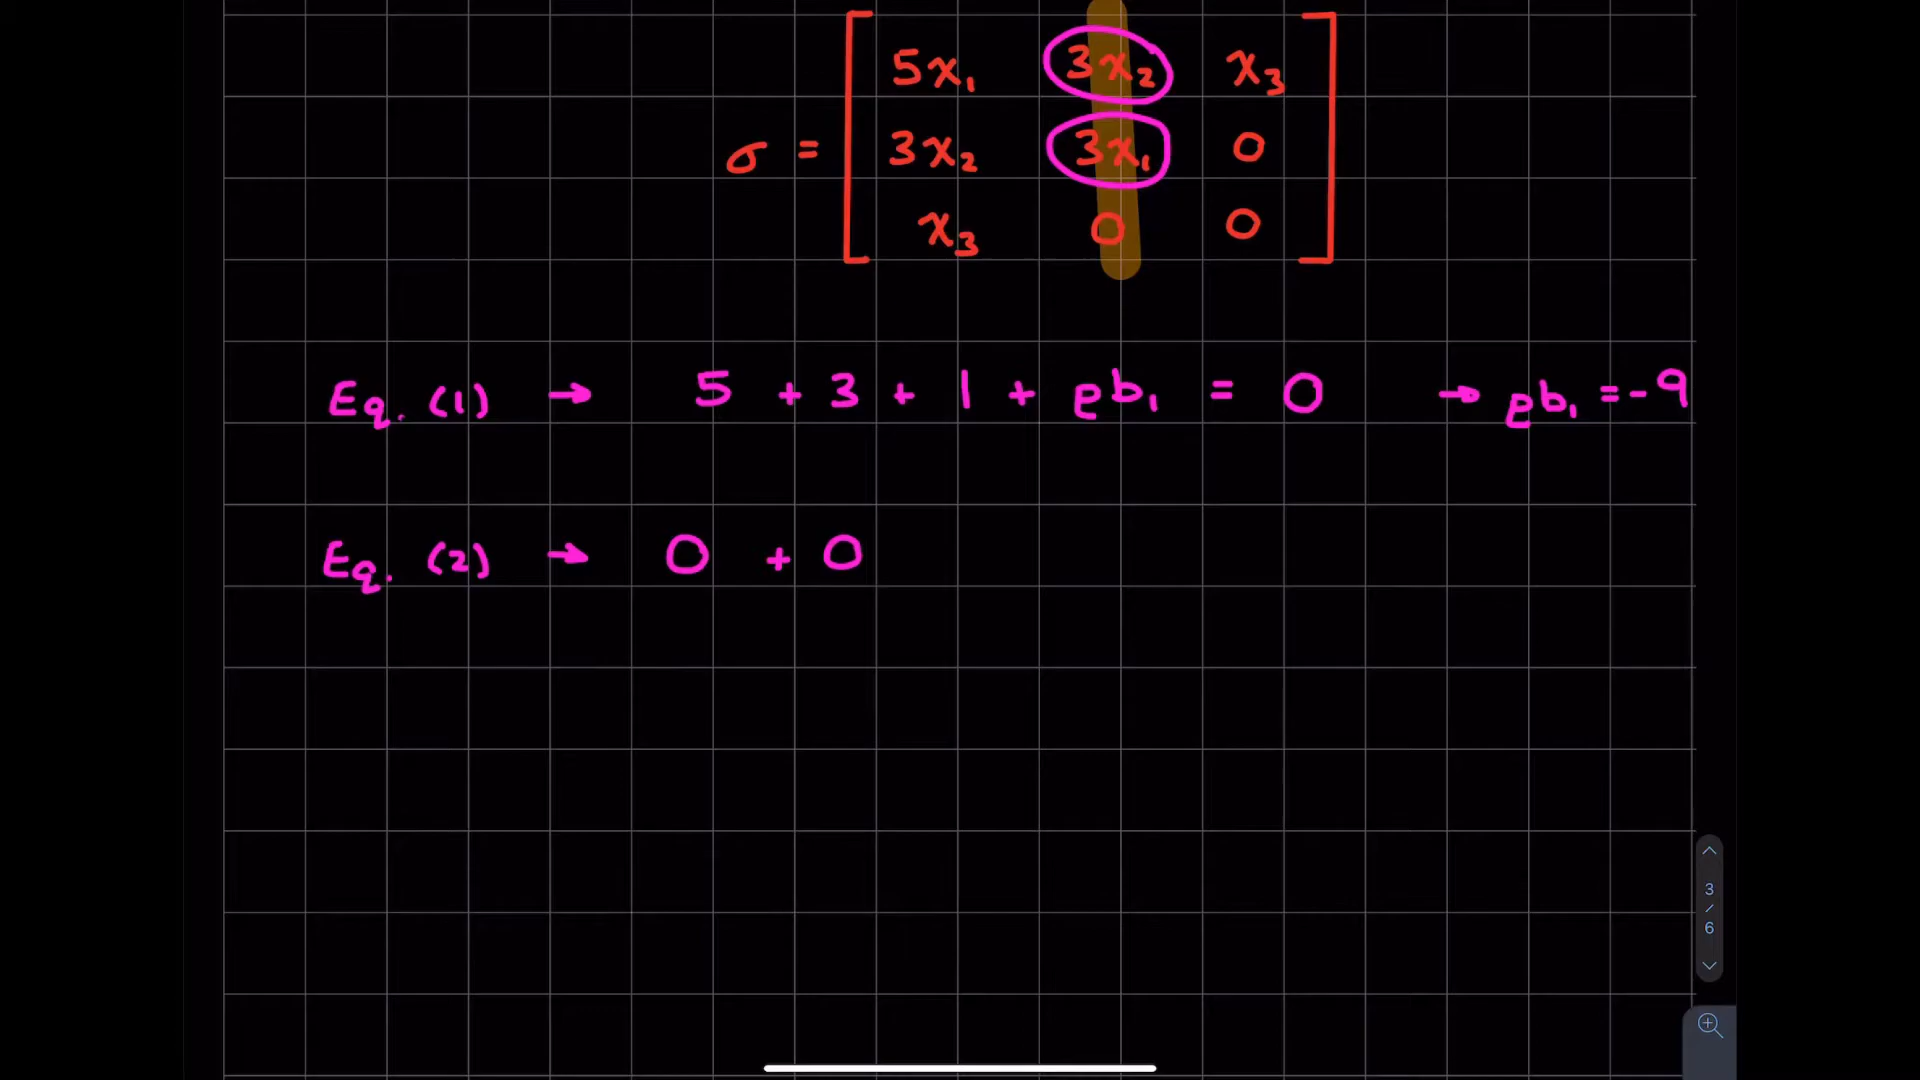 5x₁ 3x₂ x₃
σ = 3x₂ 3x₁ 0
x₃ 0 0
Eq. (1) → 5 + 3 + 1 + ρb₁ = 0 → ρb₁ = -9
Eq. (2) → 0 + 0
3
/
6